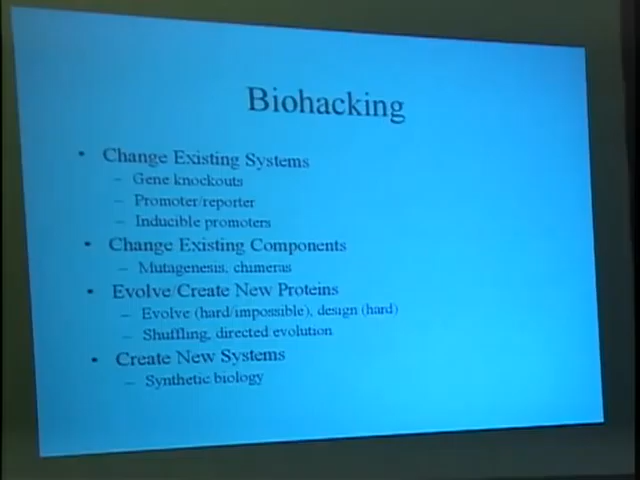 Biohacking
• Change Existing Systems
– Gene knockouts
– Promoter/reporter
– Inducible promoters
• Change Existing Components
– Mutagenesis, chimeras
• Evolve/Create New Proteins
– Evolve (hard/impossible), design (hard)
– Shuffling, directed evolution
• Create New Systems
– Synthetic biology